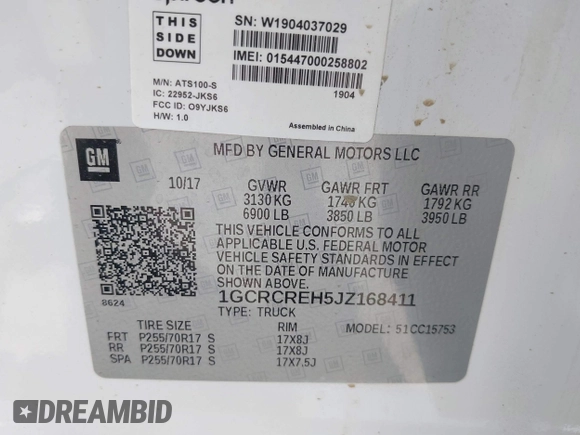 THIS
SIDE
DOWN
SN: W1904037029
IMEI: 015447000258802
1904
M/N: ATS100-S
IC: 22952-JKS6
FCC ID: O9YJKS6
H/W: 1.0
Assembled in China
GM
MFD BY GENERAL MOTORS LLC
10/17 GVWR GAWR FRT GAWR RR
3130 KG 1746 KG 1792 KG
6900 LB 3850 LB 3950 LB
THIS VEHICLE CONFORMS TO ALL
APPLICABLE U.S. FEDERAL MOTOR
VEHICLE SAFETY STANDARDS IN
EFFECT ON THE DATE OF MANUFACTURE
SHOWN ABOVE.
8624
1GCRCREH5JZ168411
TYPE: TRUCK MODEL: 51CC15753
TIRE SIZE RIM
FRT P255/70R17 S 17X8J
RR P255/70R17 S 17X8J
SPA P255/70R17 S 17X7.5J
DREAMBID